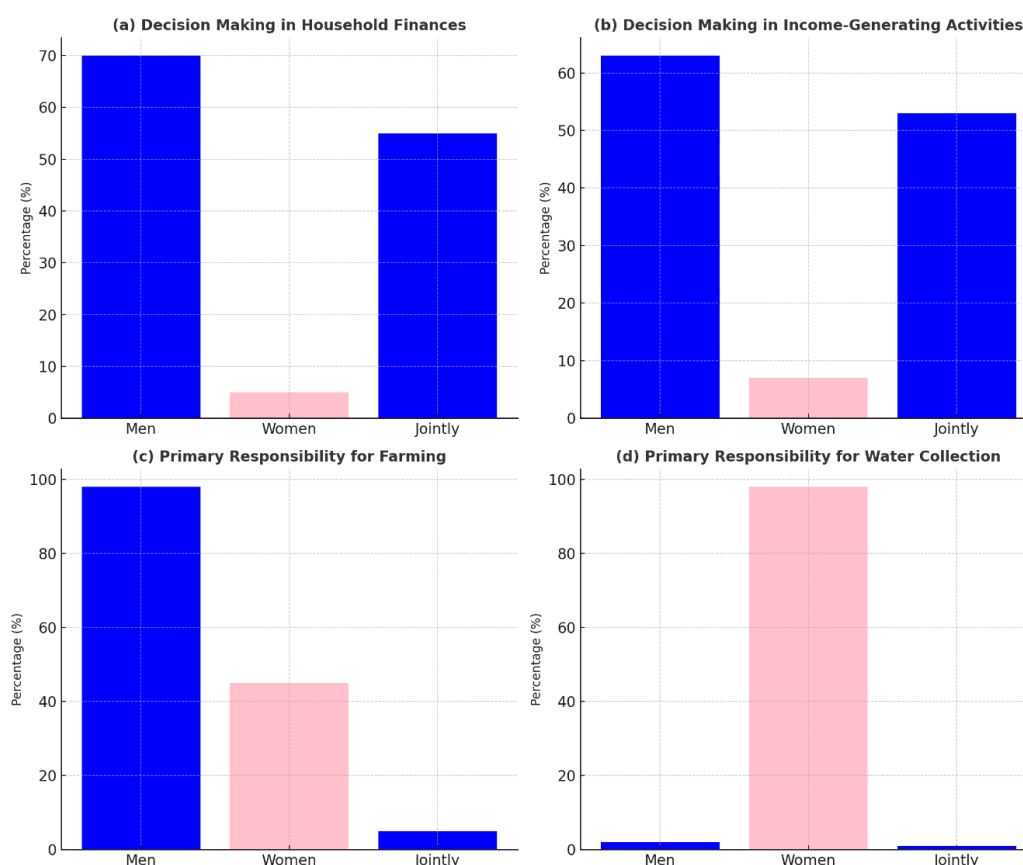 (a) Decision Making in Household Finances
Percentage (%)
70
60
50
40
30
20
10
0
Men Women Jointly
(b) Decision Making in Income-Generating Activities
Percentage (%)
60
50
40
30
20
10
0
Men Women Jointly
(c) Primary Responsibility for Farming
Percentage (%)
100
80
60
40
20
0
Men Women Jointly
(d) Primary Responsibility for Water Collection
Percentage (%)
100
80
60
40
20
0
Men Women Jointly